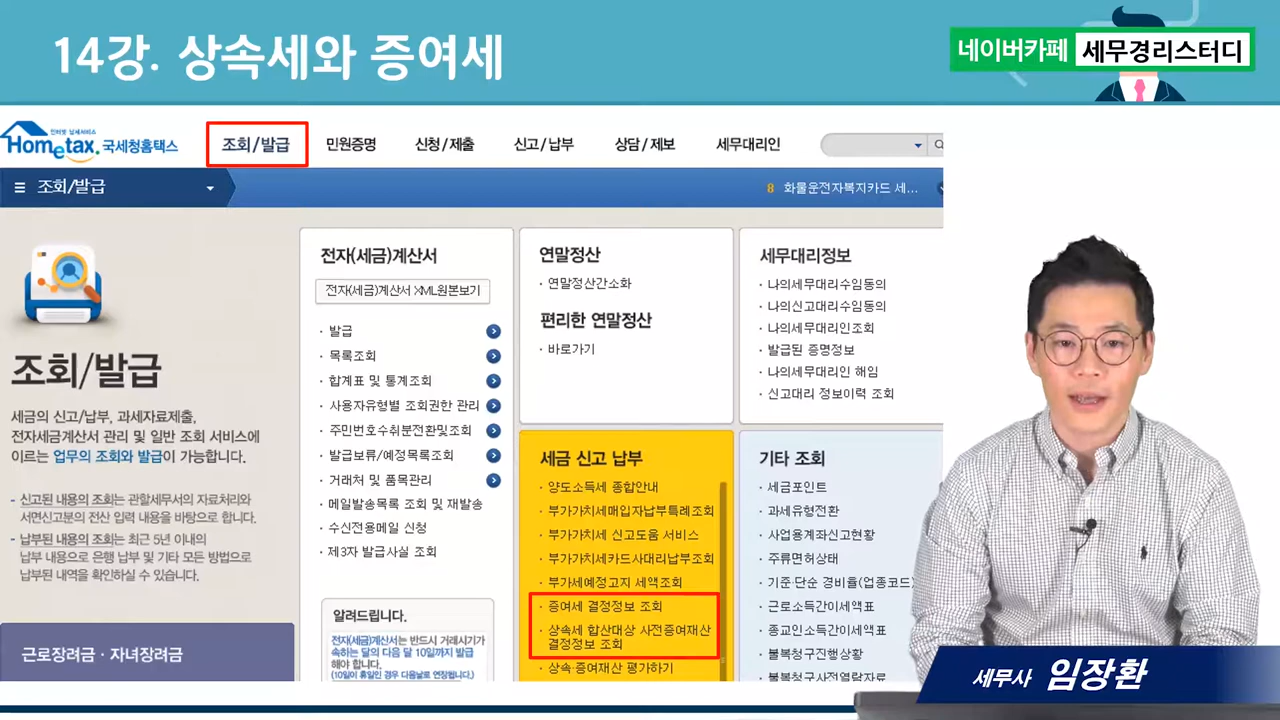 14강. 상속세와 증여세
네이버카페 세무경리스터디
인터넷 납세서비스
Hometax. 국세청홈택스
조회/발급
민원증명
신청/제출
신고/납부
상담/제보
세무대리인
조회/발급
8 화물운전자복지카드 세...
조회/발급
세금의 신고/납부, 과세자료제출,
전자세금계산서 관리 및 일반 조회 서비스에
이르는 업무의 조회와 발급이 가능합니다.
- 신고된 내용의 조회는 관할세무서의 자료처리와
서면신고분의 전산 입력 내용을 바탕으로 합니다.
- 납부된 내용의 조회는 최근 5년 이내의
납부 내용으로 은행 납부 및 기타 모든 방법으로
납부된 내역을 확인하실 수 있습니다.
근로장려금 · 자녀장려금
전자(세금)계산서
전자(세금)계산서 XML원본보기
· 발급
· 목록조회
· 합계표 및 통계조회
· 사용자유형별 조회권한 관리
· 주민번호수취분전환및조회
· 발급보류/예정목록조회
· 거래처 및 품목관리
· 메일발송목록 조회 및 재발송
· 수신전용메일 신청
· 제3자 발급사실 조회
알려드립니다.
전자(세금)계산서는 반드시 거래시기가
속하는 달의 다음 달 10일까지 발급
해야 합니다.
(10일이 휴일인 경우 다음날로 연장됩니다.)
연말정산
· 연말정산간소화
편리한 연말정산
· 바로가기
세무대리정보
· 나의세무대리수임동의
· 나의신고대리수임동의
· 나의세무대리인조회
· 발급된 증명정보
· 나의세무대리인 해임
· 신고대리 정보이력 조회
세금 신고 납부
· 양도소득세 종합안내
· 부가가치세매입자납부특례조회
· 부가가치세 신고도움 서비스
· 부가가치세카드사대리납부조회
· 부가세예정고지 세액조회
· 증여세 결정정보 조회
· 상속세 합산대상 사전증여재산
결정정보 조회
· 상속·증여재산 평가하기
기타 조회
· 세금포인트
· 과세유형전환
· 사업용계좌신고현황
· 주류면허상태
· 기준·단순 경비율(업종코드)
· 근로소득간이세액표
· 종교인소득간이세액표
· 불복청구진행상황
· 불복청구사전열람자료
세무사 임장환